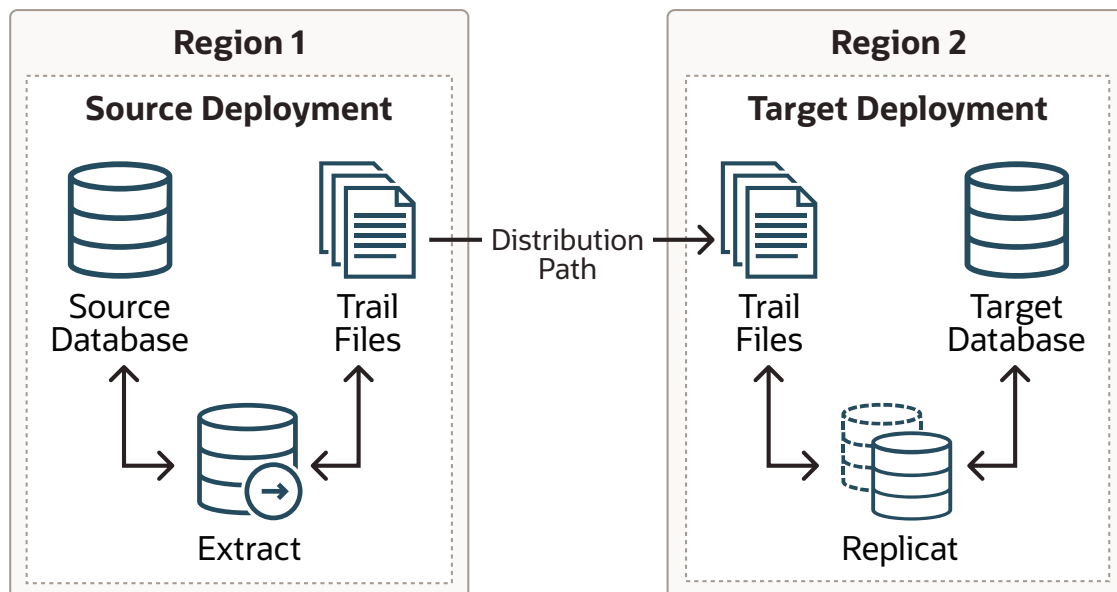 Region 1
Source Deployment
Source
Database
Trail
Files
Extract
Distribution
Path
Region 2
Target Deployment
Trail
Files
Target
Database
Replicat